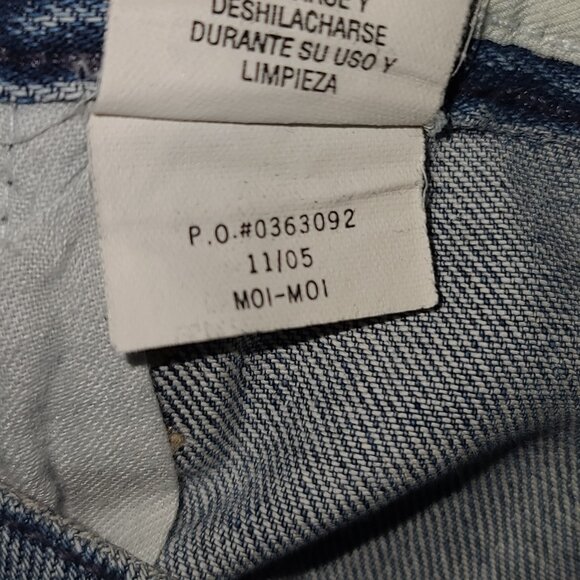 Y
DESHILACHARSE
DURANTE SU USO Y
LIMPIEZA
P.O.#0363092
11/05
MOI-MOI